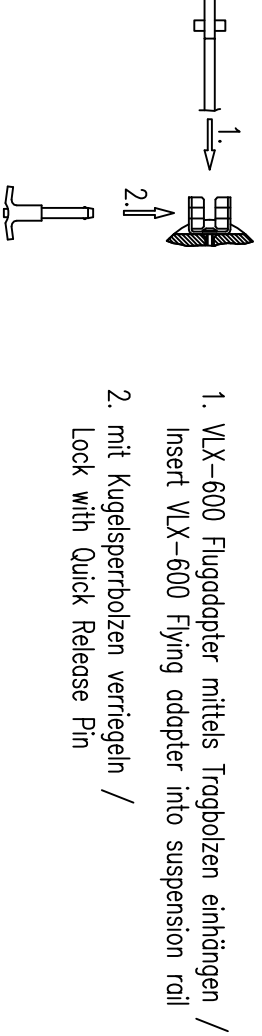 1.
2.
1. VLX-600 Flugadapter mittels Tragbolzen einhängen /
Insert VLX-600 Flying adapter into suspension rail
2. mit Kugelsperrbolzen verriegeln /
Lock with Quick Release Pin